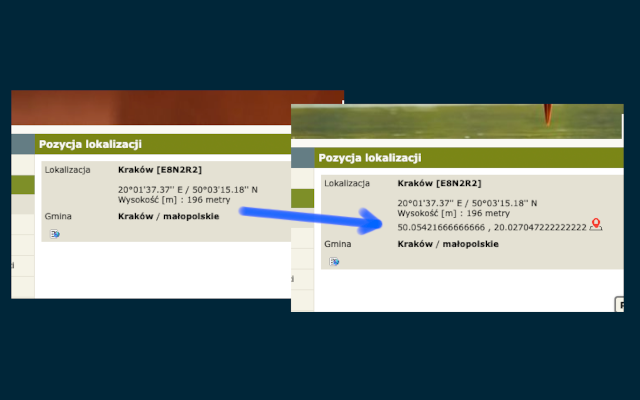 Pozycja lokalizacji
Lokalizacja
Kraków [E8N2R2]
20°01'37.37'' E / 50°03'15.18'' N
Wysokość [m] : 196 metry
Gmina
Kraków / małopolskie
Pozycja lokalizacji
Lokalizacja
Kraków [E8N2R2]
20°01'37.37'' E / 50°03'15.18'' N
Wysokość [m] : 196 metry
50.05421666666666 , 20.027047222222222
Gmina
Kraków / małopolskie